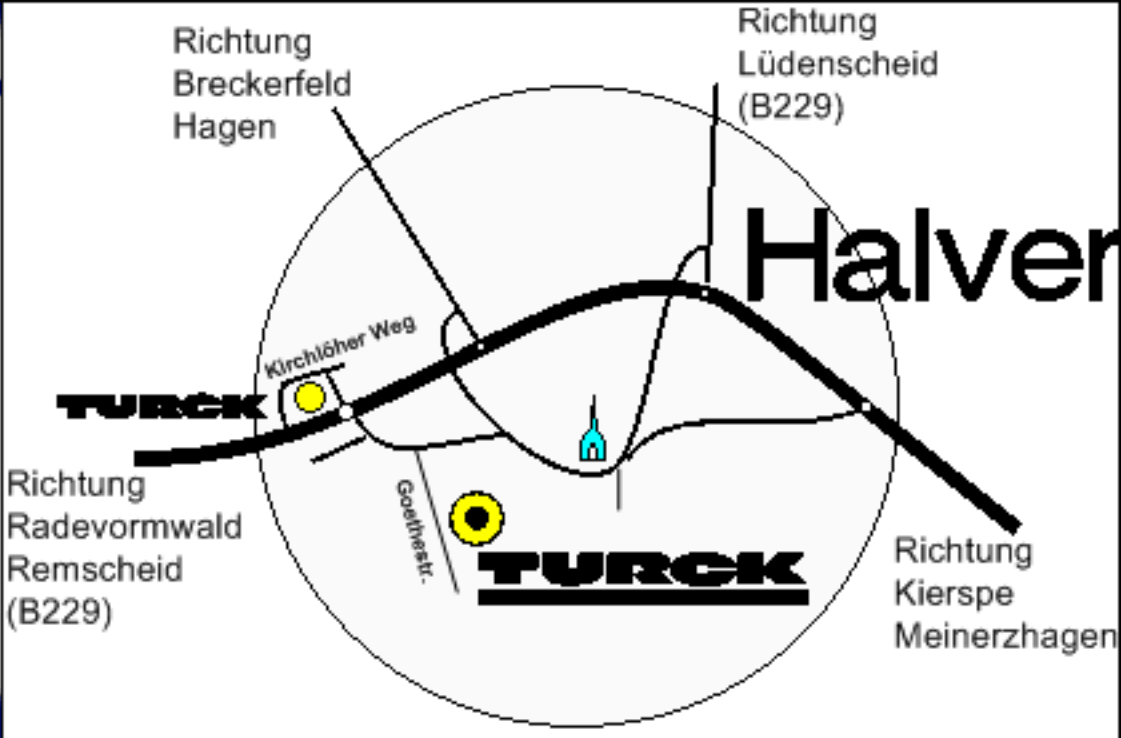 Richtung
Breckerfeld
Hagen
Richtung
Lüdenscheid
(B229)
Halver
Kirchlöher Weg
TURCK
Richtung
Radevormwald
Remscheid
(B229)
Goethestr.
TURCK
Richtung
Kierspe
Meinerzhagen